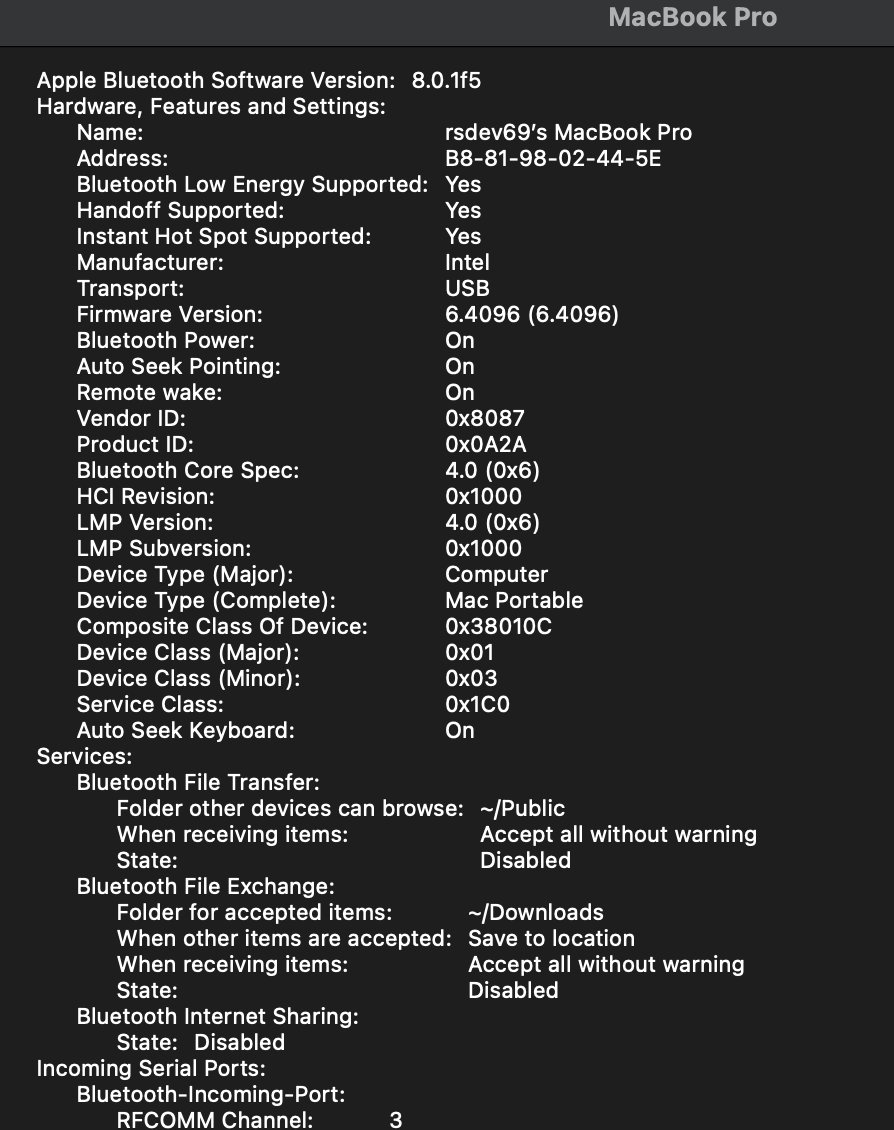 MacBook Pro
Apple Bluetooth Software Version: 8.0.1f5
Hardware, Features and Settings:
Name: rsdev69’s MacBook Pro
Address: B8-81-98-02-44-5E
Bluetooth Low Energy Supported: Yes
Handoff Supported: Yes
Instant Hot Spot Supported: Yes
Manufacturer: Intel
Transport: USB
Firmware Version: 6.4096 (6.4096)
Bluetooth Power: On
Auto Seek Pointing: On
Remote wake: On
Vendor ID: 0x8087
Product ID: 0x0A2A
Bluetooth Core Spec: 4.0 (0x6)
HCI Revision: 0x1000
LMP Version: 4.0 (0x6)
LMP Subversion: 0x1000
Device Type (Major): Computer
Device Type (Complete): Mac Portable
Composite Class Of Device: 0x38010C
Device Class (Major): 0x01
Device Class (Minor): 0x03
Service Class: 0x1C0
Auto Seek Keyboard: On
Services:
Bluetooth File Transfer:
Folder other devices can browse: ~/Public
When receiving items: Accept all without warning
State: Disabled
Bluetooth File Exchange:
Folder for accepted items: ~/Downloads
When other items are accepted: Save to location
When receiving items: Accept all without warning
State: Disabled
Bluetooth Internet Sharing:
State: Disabled
Incoming Serial Ports:
Bluetooth-Incoming-Port:
RFCOMM Channel: 3